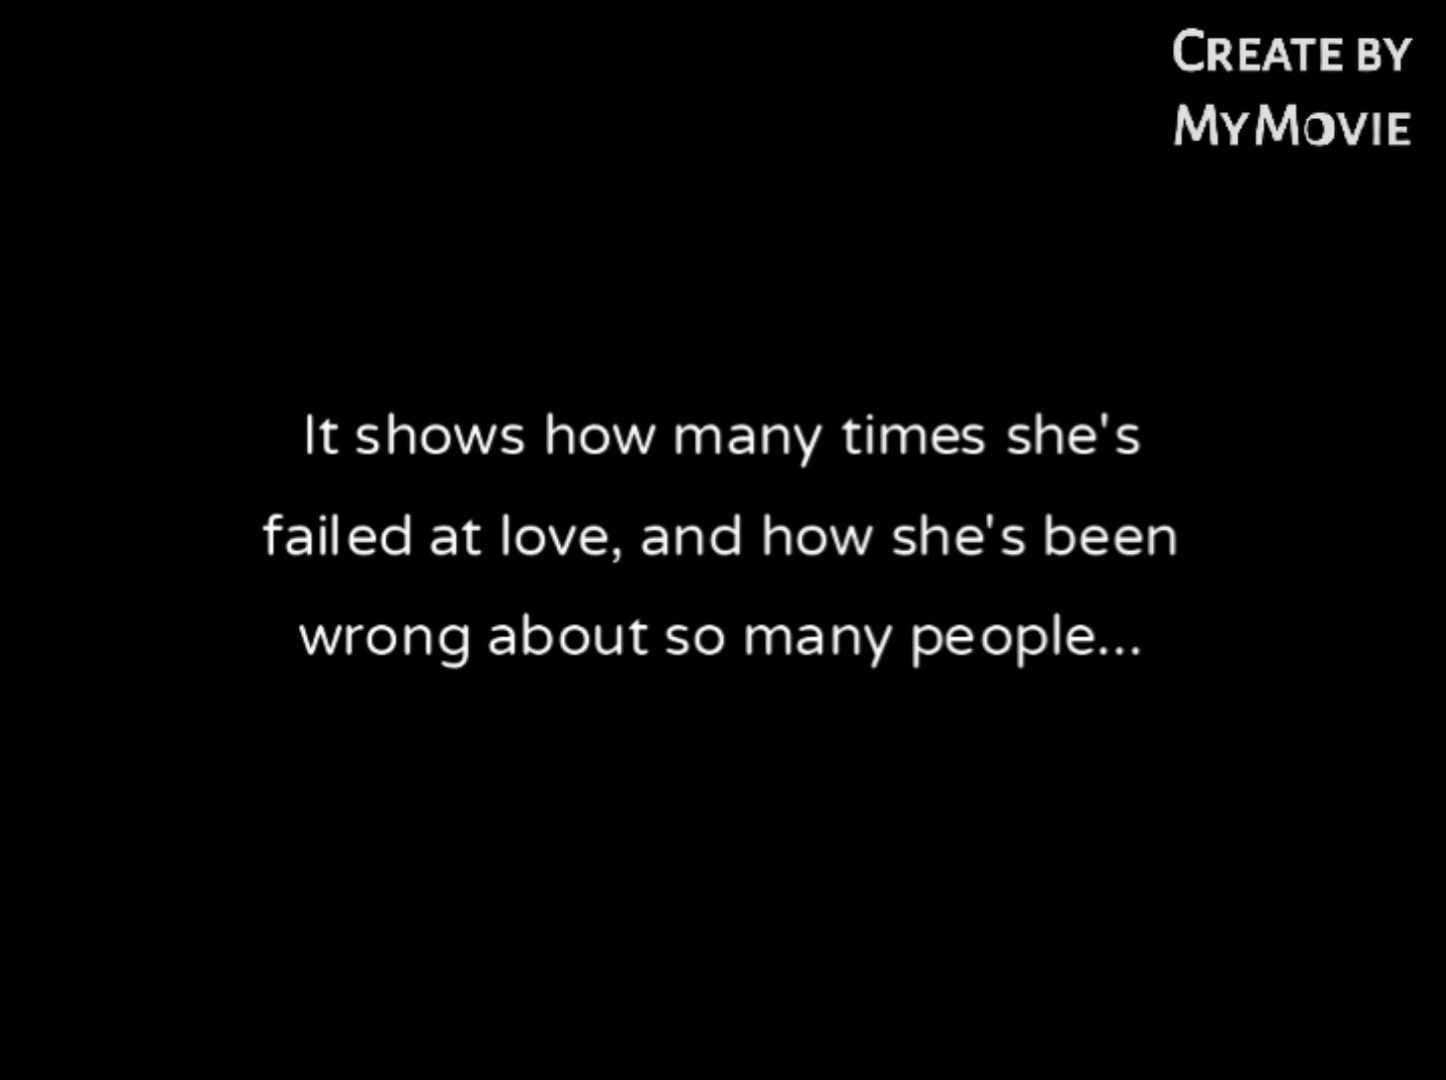 CREATE BY
MYMOVIE
It shows how many times she's
failed at love, and how she's been
wrong about so many people...